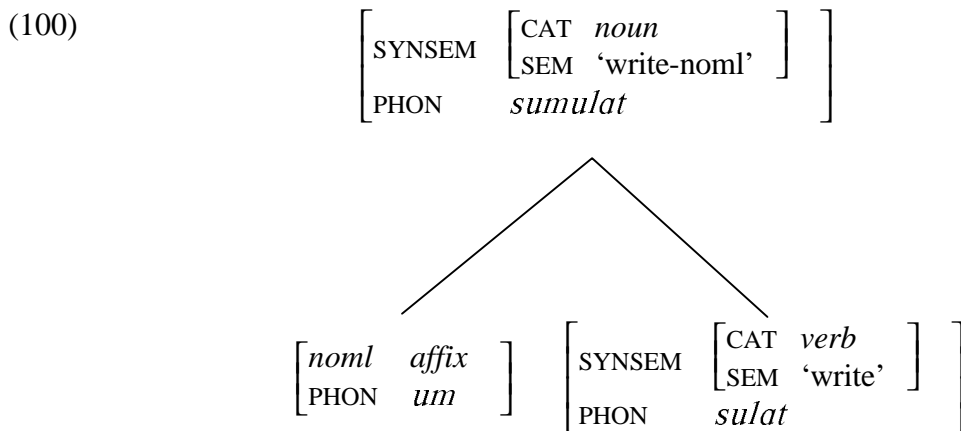 (100)
SYNSEM CAT noun
SEM ‘write-noml’
PHON sumulat
noml affix
PHON um
SYNSEM CAT verb
SEM ‘write’
PHON sulat